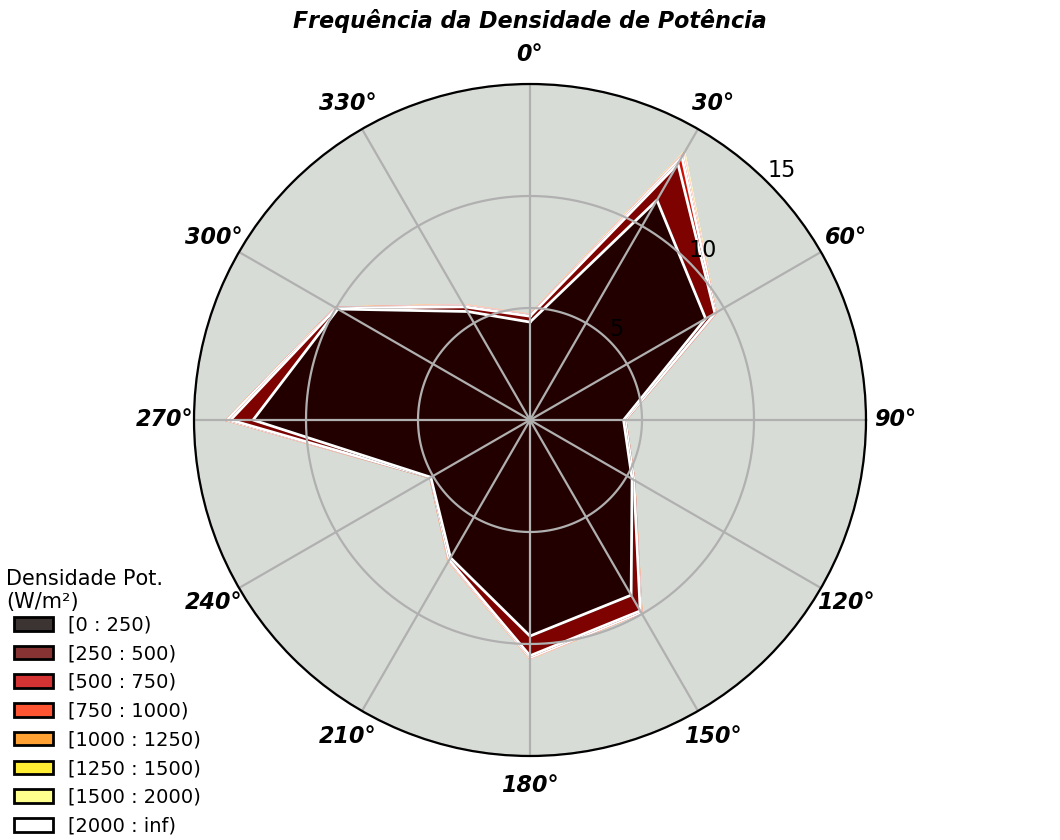 Frequência da Densidade de Potência
0°
330°
30°
15
300°
60°
10
5
270°
90°
Densidade Pot.
(W/m²)
240°
120°
[0 : 250)
[250 : 500)
[500 : 750)
[750 : 1000)
210°
150°
[1000 : 1250)
[1250 : 1500)
180°
[1500 : 2000)
[2000 : inf)